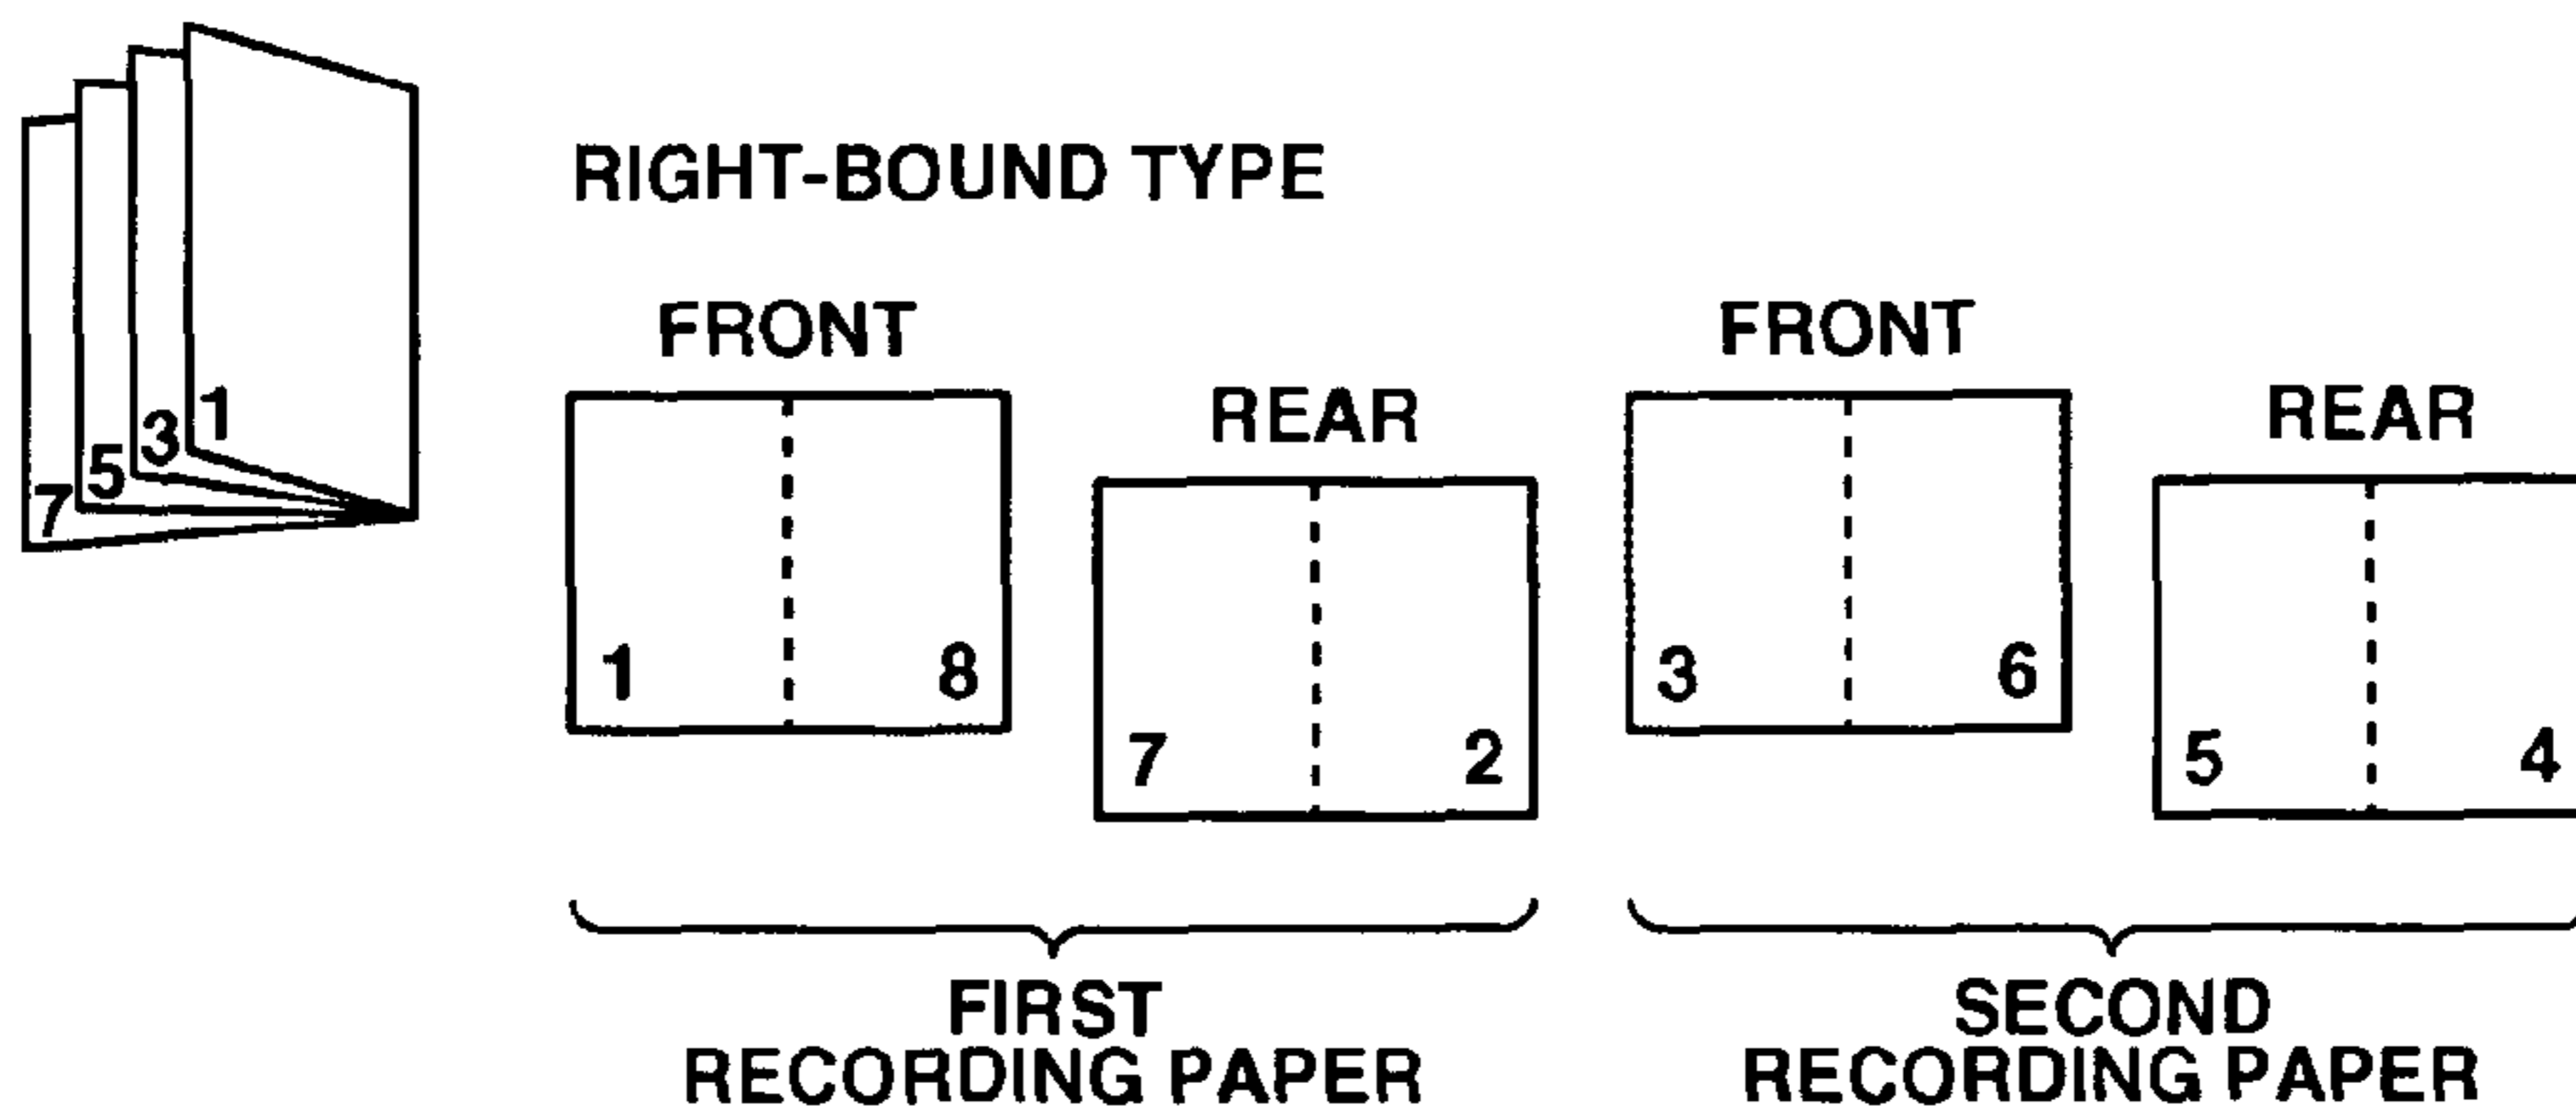 RIGHT-BOUND TYPE
1
3
5
7
FRONT
1 8
REAR
7 2
FIRST
RECORDING PAPER
FRONT
3 6
REAR
5 4
SECOND
RECORDING PAPER